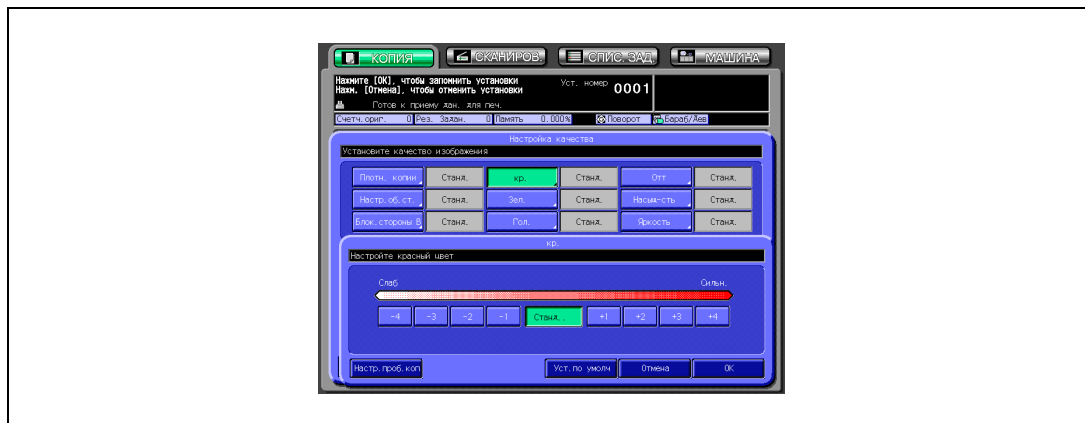 КОПИЯ СКАНИРОВ. СПИС. ЗАД. МАШИНА
Нажмите [ОК], чтобы запомнить установки
Нажм. [Отмена], чтобы отменить установки
Уст. номер 0001
Готов к приему дан. для печ.
Счетч.ориг. 0 Рез. Задан. 0 Память 0.000% Поворот Бараб/Лев
Настройка качества
Установите качество изображения
Плотн. копии Станд. кр. Станд. Отт Станд.
Настр.об.ст. Станд. Зел. Станд. Насыщ-сть Станд.
Блок.стороны В Станд. Гол. Станд. Яркость Станд.
кр.
Настройте красный цвет
Слаб Сильн.
-4 -3 -2 -1 Станд. +1 +2 +3 +4
Настр.проб.коп Уст.по умолч Отмена ОК